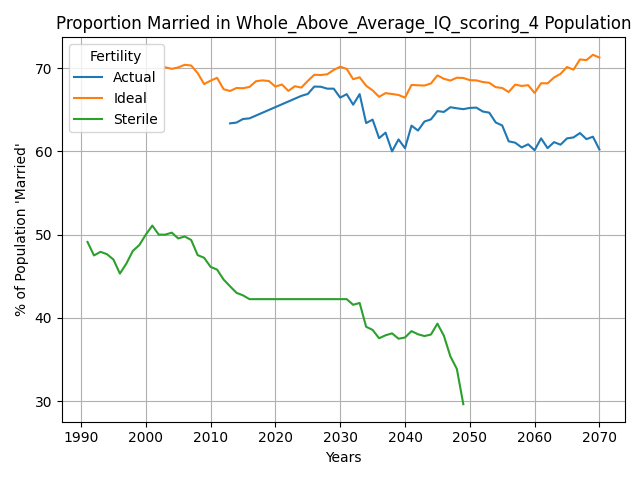 Proportion Married in Whole_Above_Average_IQ_scoring_4 Population
Fertility
Actual
Ideal
Sterile
% of Population 'Married'
70
60
50
40
30
1990 2000 2010 2020 2030 2040 2050 2060 2070
Years